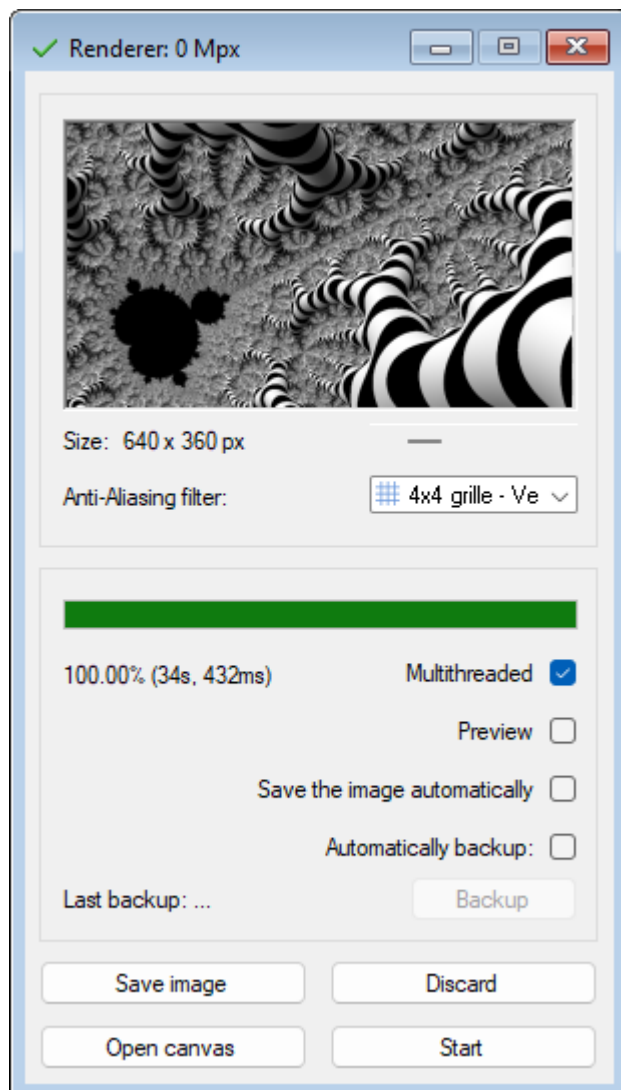 Renderer: 0 Mpx
Size: 640 x 360 px
Anti-Aliasing filter:
4x4 grille - Ve
100.00% (34s, 432ms)
Multithreaded
Preview
Save the image automatically
Automatically backup:
Last backup: ...
Backup
Save image
Discard
Open canvas
Start